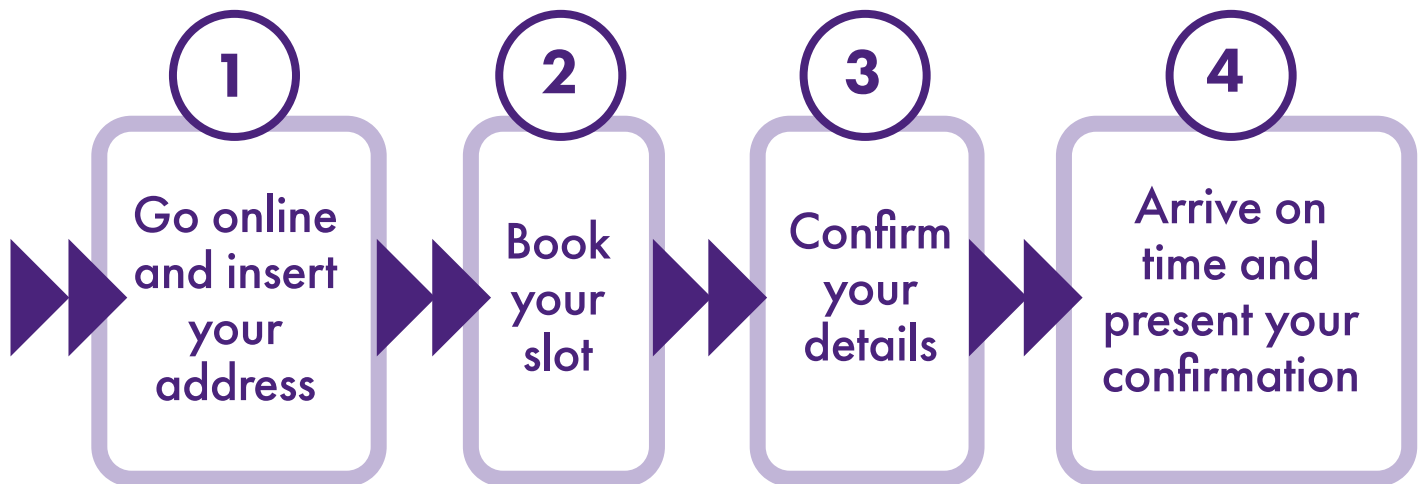 1
Go online
and insert
your
address
2
Book
your
slot
3
Confirm
your
details
4
Arrive on
time and
present your
confirmation